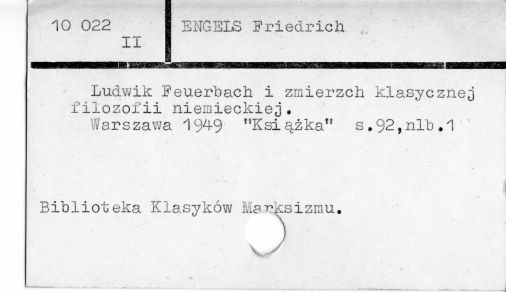 10 022 ENGELS Friedrich
II
Ludwik Feuerbach i zmierzch klasycznej
filozofii niemieckiej.
Warszawa 1949 "Książka" s.92,nlb.1
Biblioteka Klasyków Marksizmu.